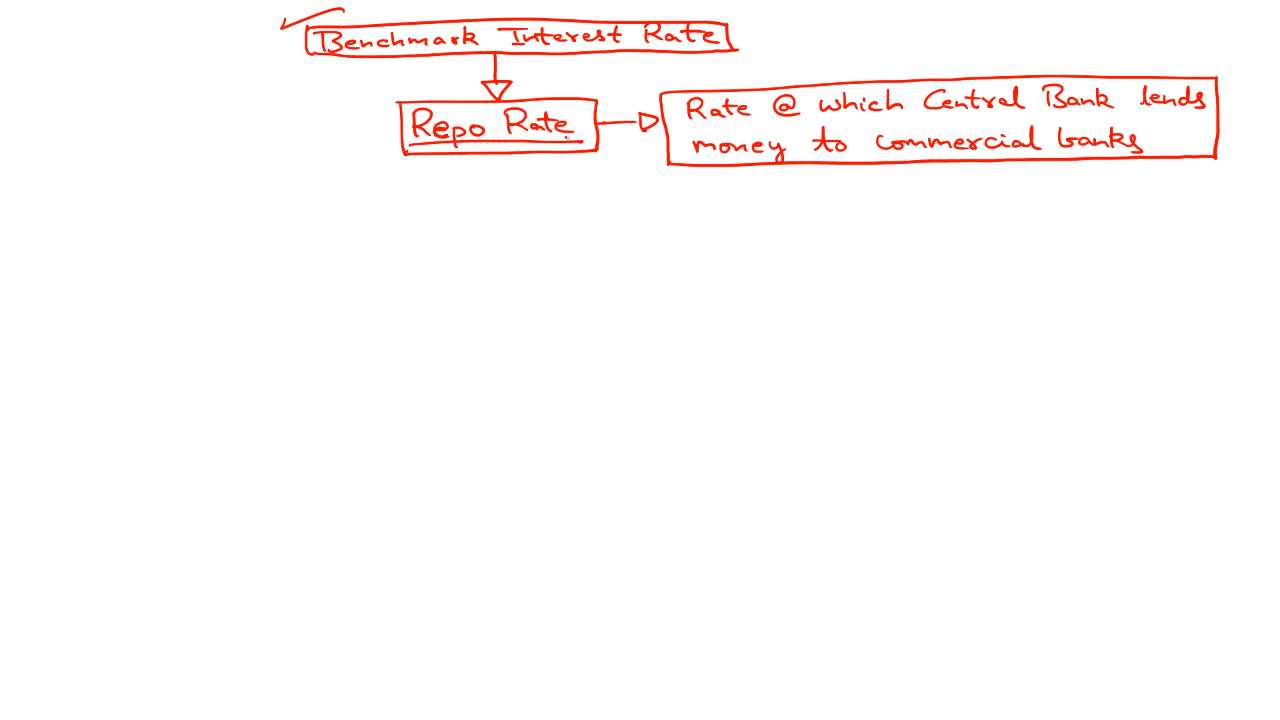 Benchmark Interest Rate
Repo Rate
Rate @ which Central Bank lends
money to commercial banks